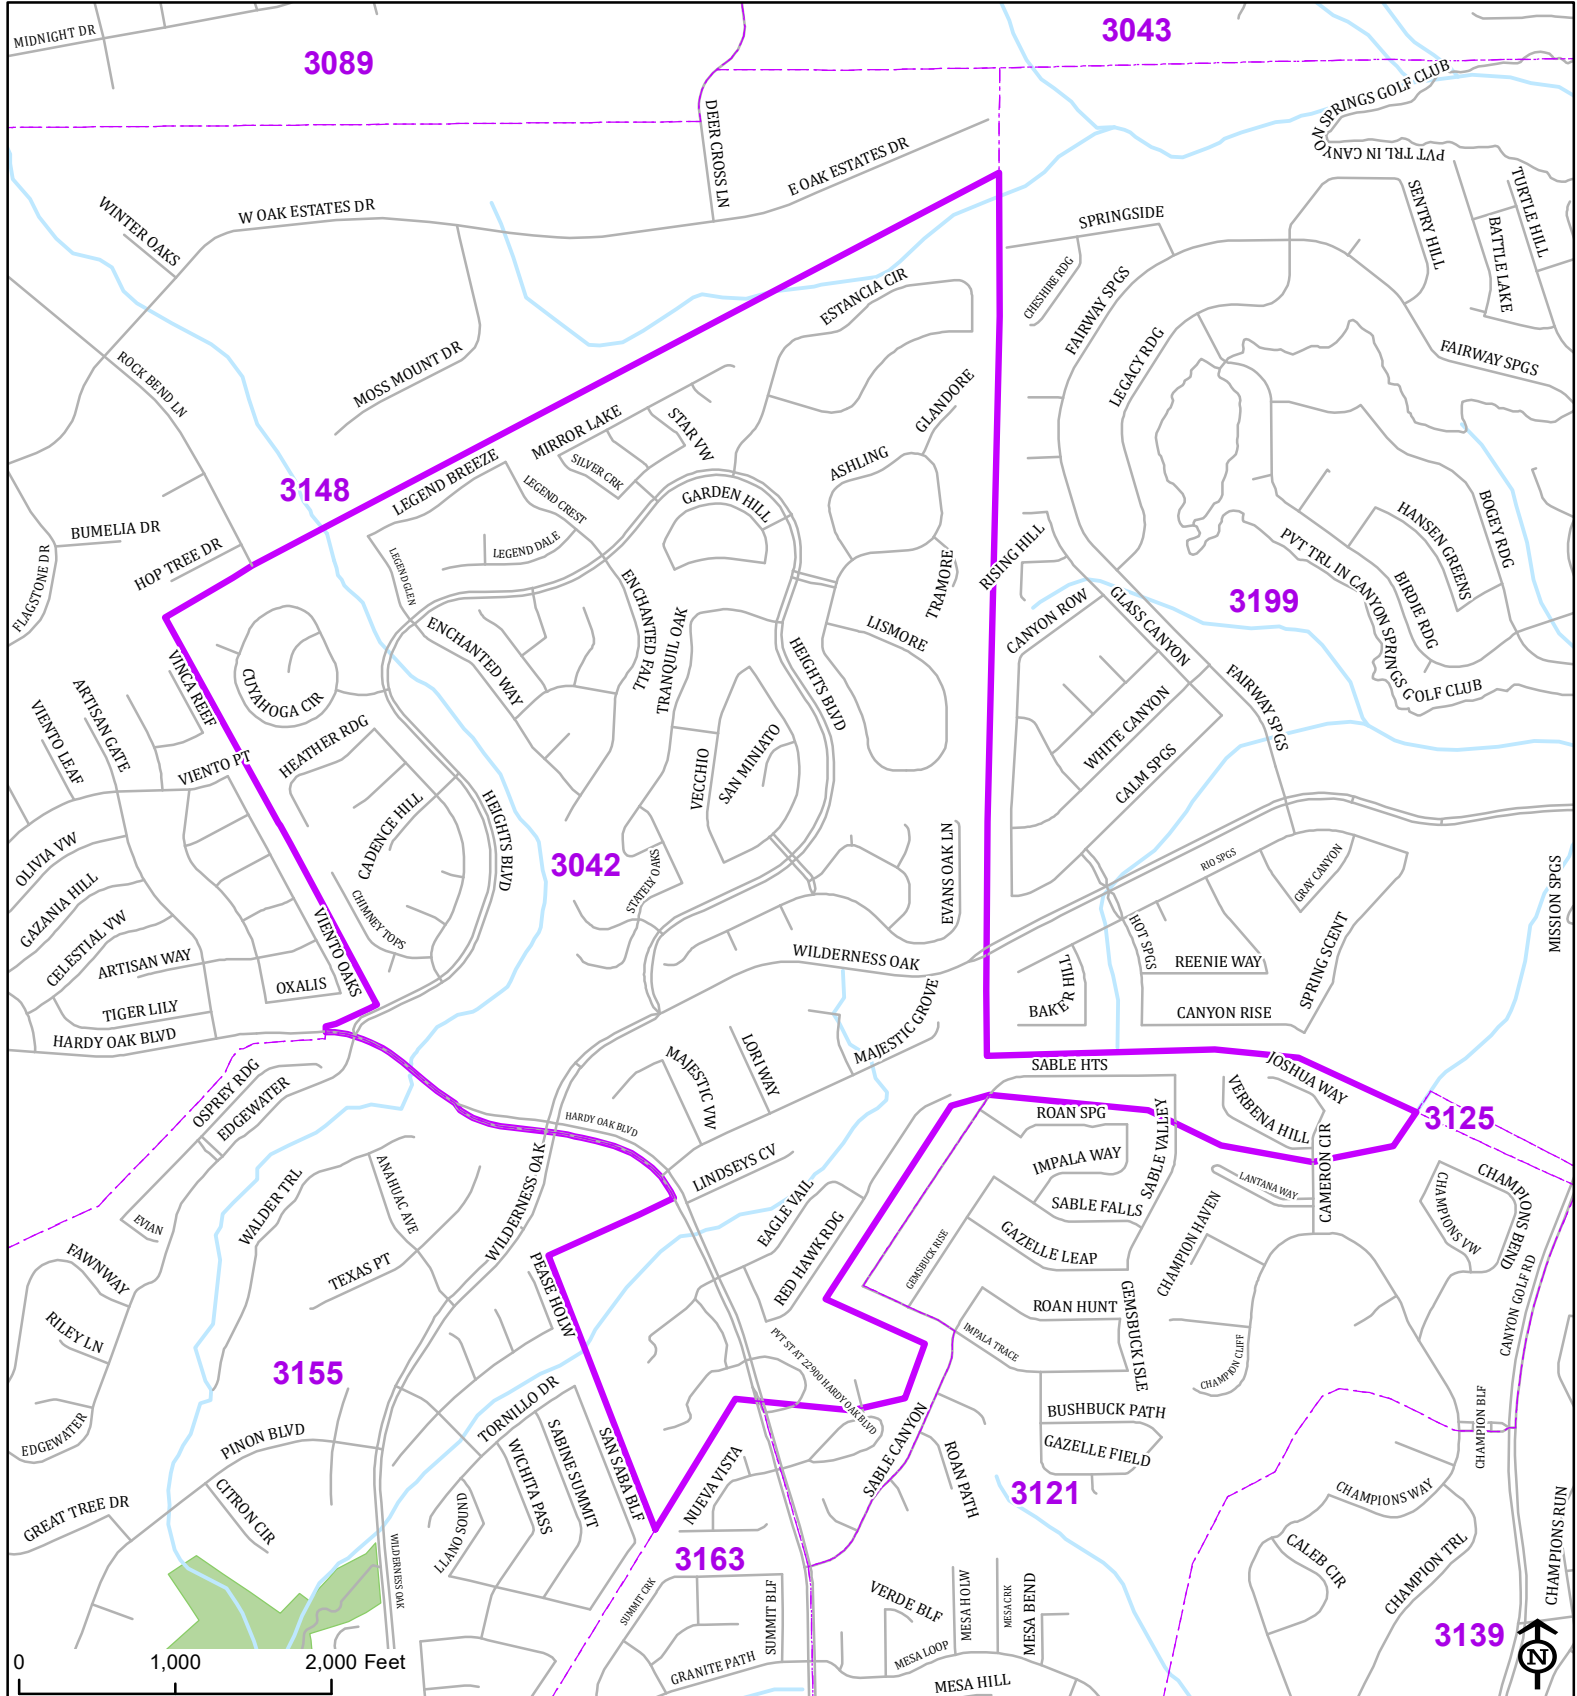 MIDNIGHT DR
3089
3043
DEER CROSS LN
E OAK ESTATES DR
W OAK ESTATES DR
WINTER OAKS
PVT TRL IN CANYON SPRINGS GOLF CLUB
SPRINGSIDE
SENTRY HILL
TURTLE HILL
BATTLE LAKE
CHESHIRE RDG
FAIRWAY SPGS
LEGACY RDG
FAIRWAY SPGS
ESTANCIA CIR
ROCK BEND LN
MOSS MOUNT DR
GLANDORE
MIRROR LAKE
STAR VW
ASHLING
SILVER CRK
LEGEND BREEZE
3148
LEGEND CREST
GARDEN HILL
BUMELIA DR
HOP TREE DR
FLAGSTONE DR
LEGEND GLEN
LEGEND DALE
ENCHANTED FALL
TRANQUIL OAK
TRAMORE
RISING HILL
HANSEN GREENS
BOGEY RDG
PVT TRL IN CANYON SPRINGS GOLF CLUB
BIRDIE RDG
3199
CANYON ROW
GLASS CANYON
LISMORE
ENCHANTED WAY
HEIGHTS BLVD
VINCA REEF
CUYAHOGA CIR
ARTISAN GATE
VIENTO LEAF
HEATHER RDG
VIENTO PT
FAIRWAY SPGS
WHITE CANYON
CALM SPGS
SAN MINIATO
VECCHIO
HEIGHTS BLVD
CADENCE HILL
3042
STATELY OAKS
EVANS OAK LN
OLIVIA VW
GAZANIA HILL
CELESTIAL VW
ARTISAN WAY
TIGER LILY
OXALIS
VIENTO OAKS
CHIMNEY TOPS
HARDY OAK BLVD
WILDERNESS OAK
RIO SPGS
GRAY CANYON
MISSION SPGS
HOT SPGS
REENIE WAY
SPRING SCENT
BAKER HILL
CANYON RISE
MAJESTIC GROVE
LORI WAY
MAJESTIC VW
SABLE HTS
JOSHUA WAY
VERBENA HILL
3125
OSPREY RDG
EDGEWATER
HARDY OAK BLVD
ROAN SPG
SABLE VALLEY
IMPALA WAY
CAMERON CIR
LINDSEYS CV
LANTANA WAY
CHAMPIONS VW
CHAMPIONS BEND
ANAHUAC AVE
WALDER TRL
WILDERNESS OAK
EAGLE VAIL
RED HAWK RDG
SABLE FALLS
CHAMPION HAVEN
GEMSBUCK RISE
GAZELLE LEAP
EVIAN
FAWNWAY
TEXAS PT
PEASE HOLW
ROAN HUNT
GEMSBUCK ISLE
CANYON GOLF RD
RILEY LN
IMPALA TRACE
CHAMPION CLIFF
PVT ST AT 22900 HARDY OAK BLVD
3155
TORNILLO DR
SABLE CANYON
BUSHBUCK PATH
CHAMPION BLF
EDGEWATER
PINON BLVD
SABINE SUMMIT
WICHITA PASS
SAN SABA BLF
GAZELLE FIELD
NUEVA VISTA
ROAN PATH
3121
CHAMPIONS WAY
GREAT TREE DR
CITRON CIR
LLANO SOUND
WILDERNESS OAK
3163
CALEB CIR
CHAMPION TRL
CHAMPIONS RUN
SUMMIT CRK
SUMMIT BLF
VERDE BLF
MESA HOLW
MESA CRK
MESA BEND
3139
GRANITE PATH
MESA LOOP
MESA HILL
0 1,000 2,000 Feet
N